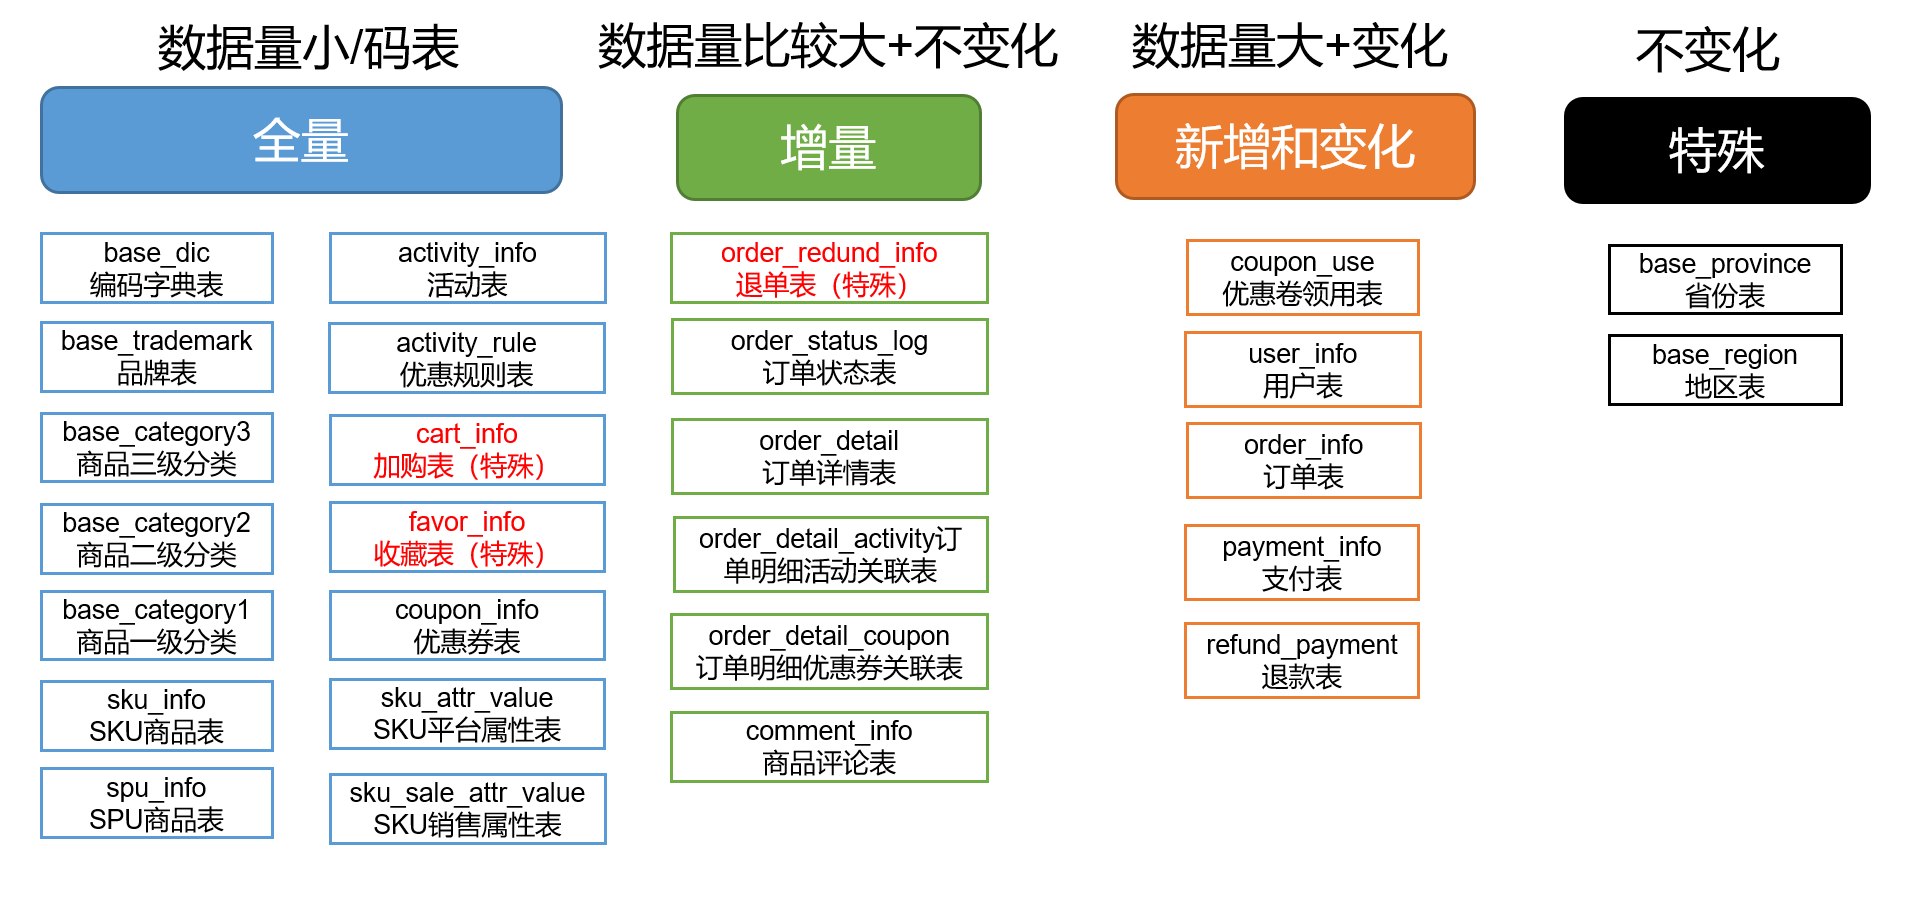 数据量小/码表
全量
base_dic
编码字典表
base_trademark
品牌表
base_category3
商品三级分类
base_category2
商品二级分类
base_category1
商品一级分类
sku_info
SKU商品表
spu_info
SPU商品表
activity_info
活动表
activity_rule
优惠规则表
cart_info
加购表（特殊）
favor_info
收藏表（特殊）
coupon_info
优惠券表
sku_attr_value
SKU平台属性表
sku_sale_attr_value
SKU销售属性表
数据量比较大+不变化
增量
order_redund_info
退单表（特殊）
order_status_log
订单状态表
order_detail
订单详情表
order_detail_activity订
单明细活动关联表
order_detail_coupon
订单明细优惠券关联表
comment_info
商品评论表
数据量大+变化
新增和变化
coupon_use
优惠卷领用表
user_info
用户表
order_info
订单表
payment_info
支付表
refund_payment
退款表
不变化
特殊
base_province
省份表
base_region
地区表